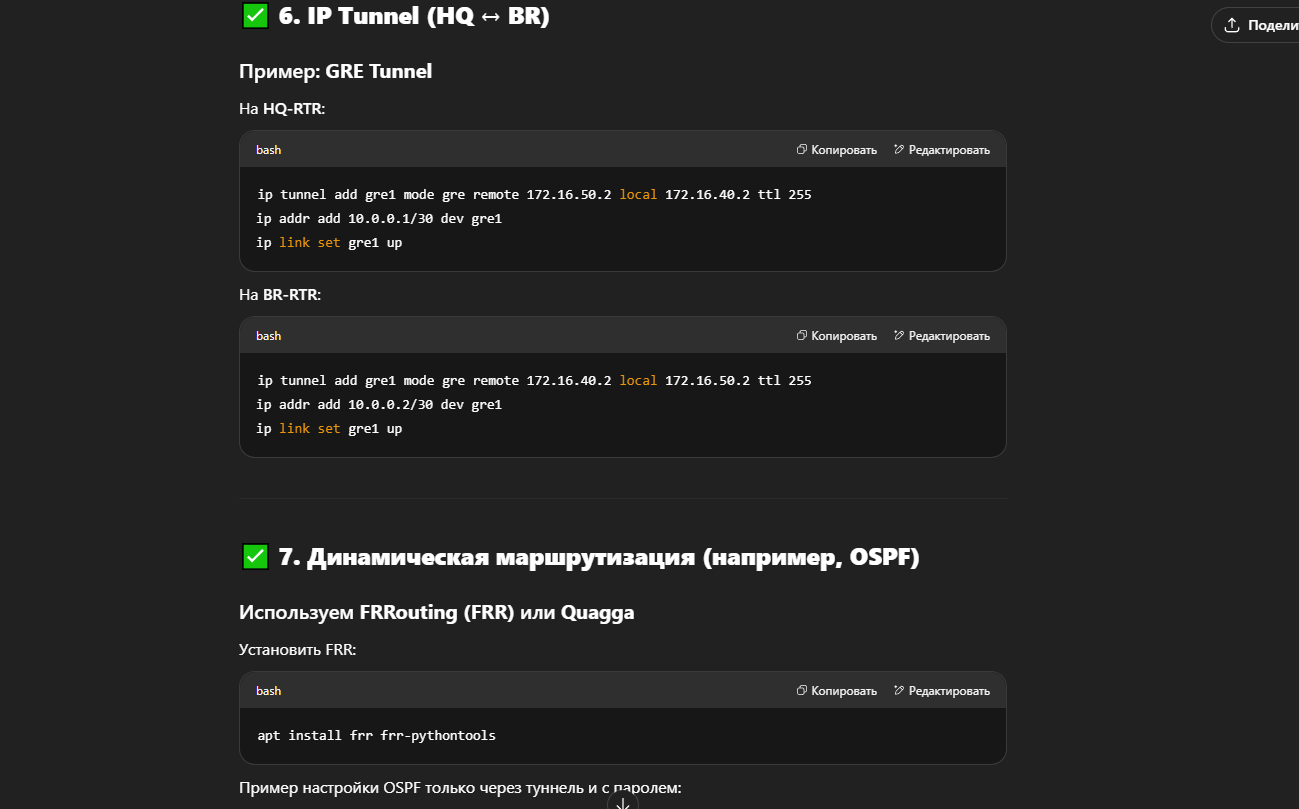 ✅ 6. IP Tunnel (HQ ↔ BR)
Подели
Пример: GRE Tunnel
На HQ-RTR:
bash Копировать Редактировать
ip tunnel add gre1 mode gre remote 172.16.50.2 local 172.16.40.2 ttl 255
ip addr add 10.0.0.1/30 dev gre1
ip link set gre1 up
На BR-RTR:
bash Копировать Редактировать
ip tunnel add gre1 mode gre remote 172.16.40.2 local 172.16.50.2 ttl 255
ip addr add 10.0.0.2/30 dev gre1
ip link set gre1 up
✅ 7. Динамическая маршрутизация (например, OSPF)
Используем FRRouting (FRR) или Quagga
Установить FRR:
bash Копировать Редактировать
apt install frr frr-pythontools
Пример настройки OSPF только через туннель и с паролем: